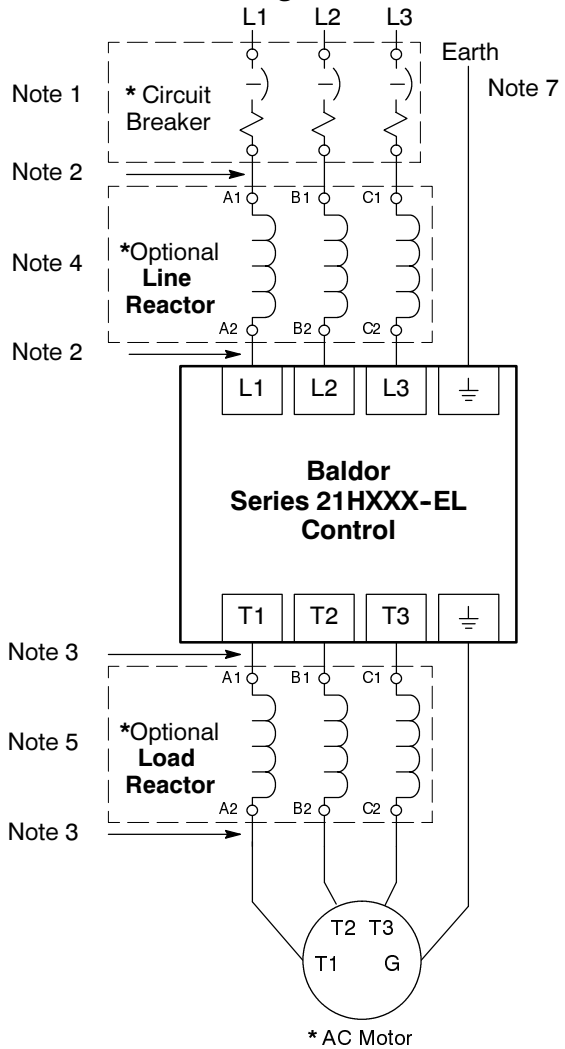 L1 L2 L3
Earth
Note 7
Note 1
* Circuit
Breaker
Note 2
A1 B1 C1
Note 4
*Optional
Line
Reactor
A2 B2 C2
Note 2
L1 L2 L3
Baldor
Series 21HXXX-EL
Control
T1 T2 T3
Note 3
A1 B1 C1
Note 5
*Optional
Load
Reactor
A2 B2 C2
Note 3
T2 T3
T1 G
* AC Motor